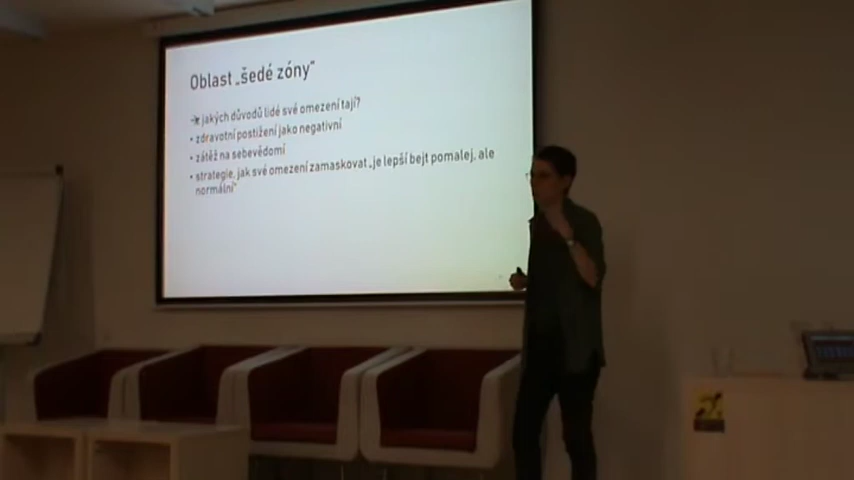 Oblast „šedé zóny"
jakých důvodů lidé své omezení tají?
• zdravotní postižení jako negativní
• zátěž na sebevědomí
• strategie, jak své omezení zamaskovat „je lepší bejt pomalej, ale
normální"